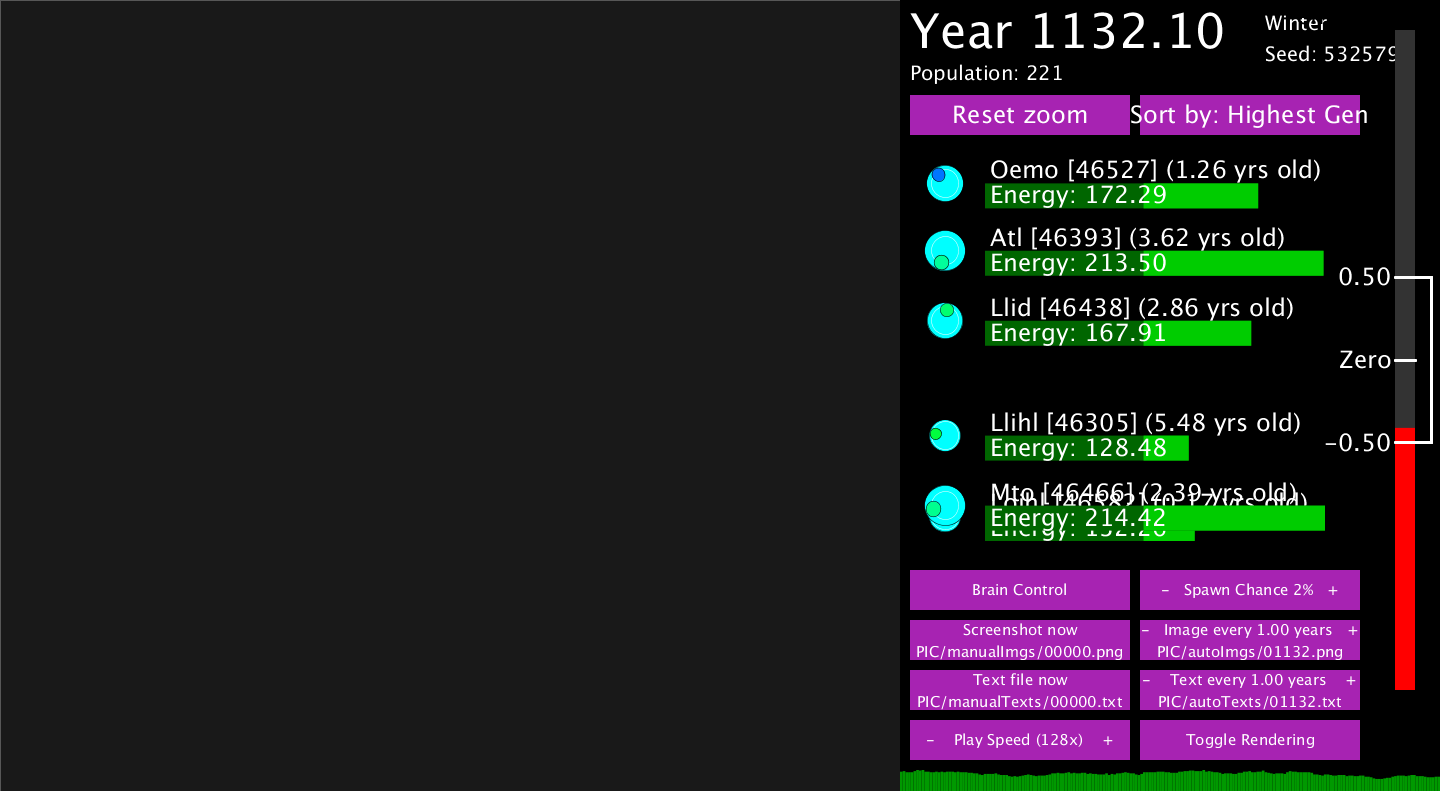 Year 1132.10
Winter
Seed: 532579
Population: 221
Reset zoom
Sort by: Highest Gen
Oemo [46527] (1.26 yrs old)
Energy: 172.29
Atl [46393] (3.62 yrs old)
Energy: 213.50
Llid [46438] (2.86 yrs old)
Energy: 167.91
0.50
Zero
Llihl [46305] (5.48 yrs old)
Energy: 128.48
-0.50
Mto [46466] (2.39 yrs old)
Energy: 214.42
Brain Control
- Spawn Chance 2% +
Screenshot now
PIC/manualImgs/00000.png
- Image every 1.00 years +
PIC/autoImgs/01132.png
Text file now
PIC/manualTexts/00000.txt
- Text every 1.00 years +
PIC/autoTexts/01132.txt
- Play Speed (128x) +
Toggle Rendering